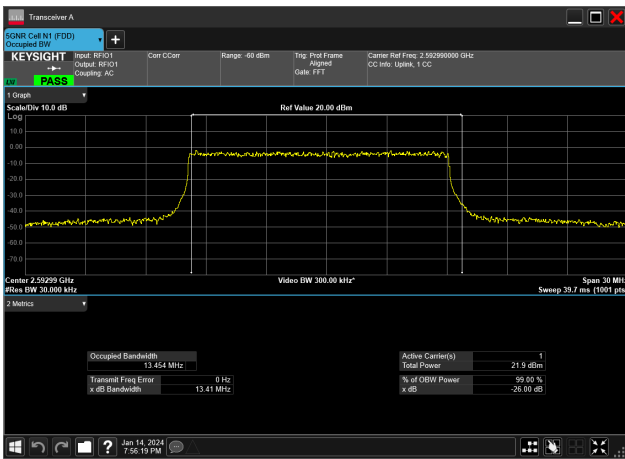 Transceiver A
5GNR Cell N1 (FDD)
Occupied BW
KEYSIGHT
PASS
Input: RFIO1
Output: RFIO1
Coupling: AC
Corr CCorr
Range: -60 dBm
Trig: Prot Frame
Aligned
Gate: FFT
Carrier Ref Freq: 2.592990000 GHz
CC Info: Uplink, 1 CC
1 Graph
Scale/Div 10.0 dB
Ref Value 20.00 dBm
Log
10.0
0.00
-10.0
-20.0
-30.0
-40.0
-50.0
-60.0
-70.0
Center 2.59299 GHz
Video BW 300.00 kHz*
Span 30 MHz
#Res BW 30.000 kHz
Sweep 39.7 ms (1001 pts
2 Metrics
Occupied Bandwidth
13.454 MHz
Transmit Freq Error 0 Hz
x dB Bandwidth 13.41 MHz
Active Carrier(s) 1
Total Power 21.9 dBm
% of OBW Power 99.00 %
x dB -26.00 dB
Jan 14, 2024
7:56:19 PM